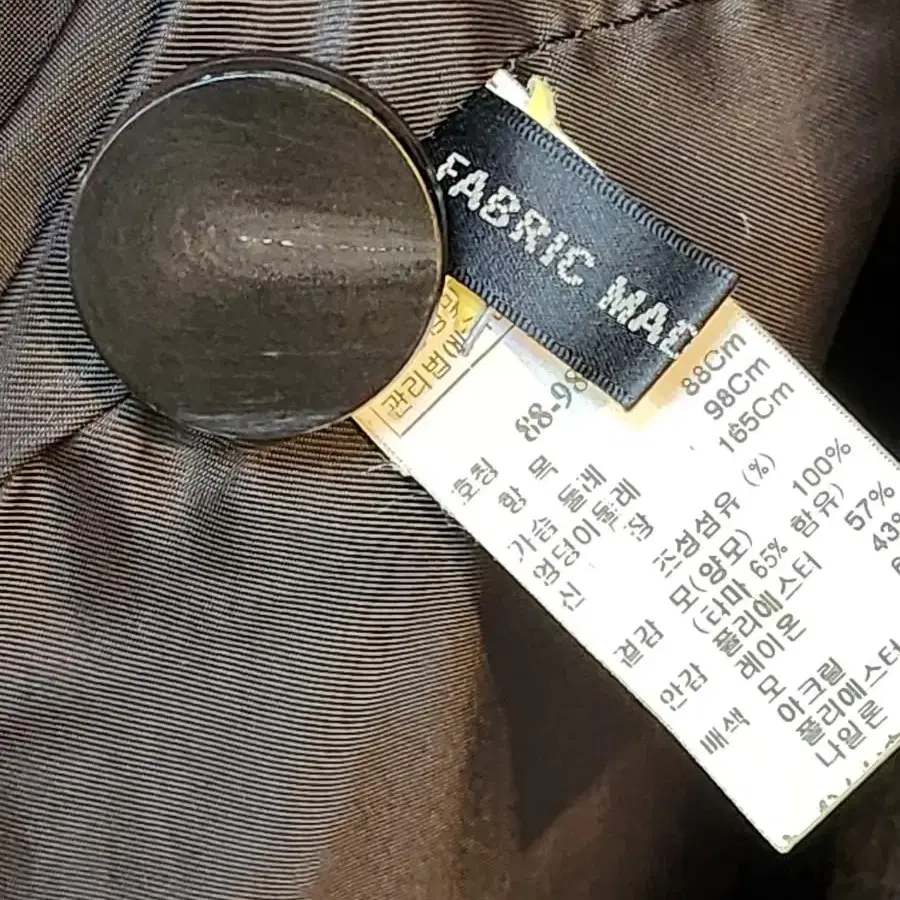 FABRIC MAD
관리법(
호칭 88-98
항 목
가슴 둘레 88Cm
엉덩이 둘레 98Cm
신 장 165Cm
조성섬유 (%)
겉감 모(양모) 100%
(라마 65% 함유)
안감 폴리에스터 57%
레이온 43%
배색 모 6
아크릴
폴리에스터
나일론